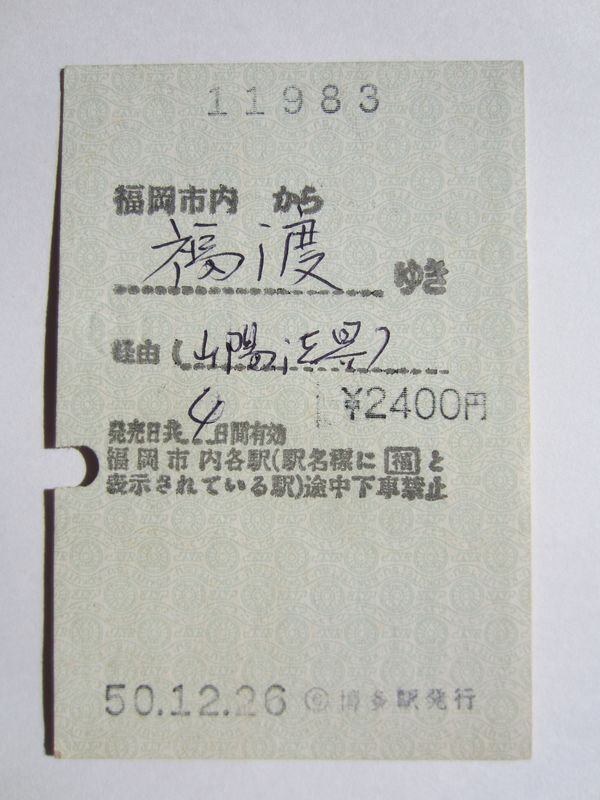 11983
福岡市内 から
福渡 ゆき
経由(山陽
¥2400円
発売日共4日間有効
福岡市内各駅(駅名標に福と
表示されている駅)途中下車禁止
50.12.26 博多駅発行